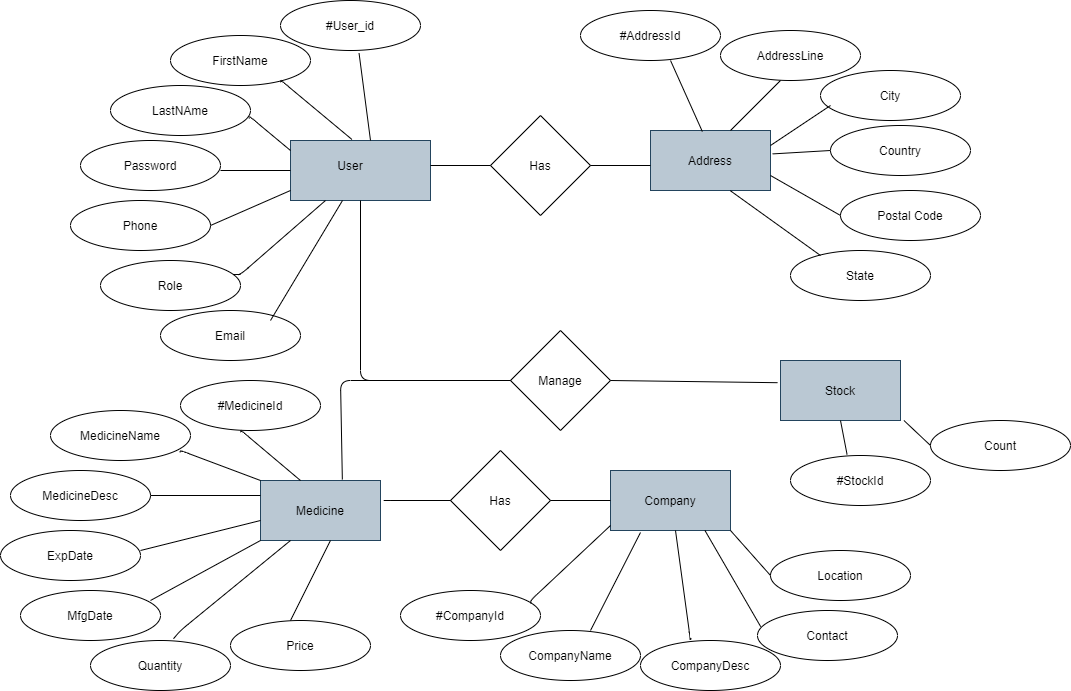 #User_id
#AddressId
FirstName
AddressLine
City
LastNAme
Country
Password
User
Has
Address
Phone
Postal Code
Role
State
Email
Manage
Stock
#MedicineId
MedicineName
Count
#StockId
MedicineDesc
Medicine
Has
Company
ExpDate
Location
MfgDate
#CompanyId
Contact
Price
CompanyName
Quantity
CompanyDesc